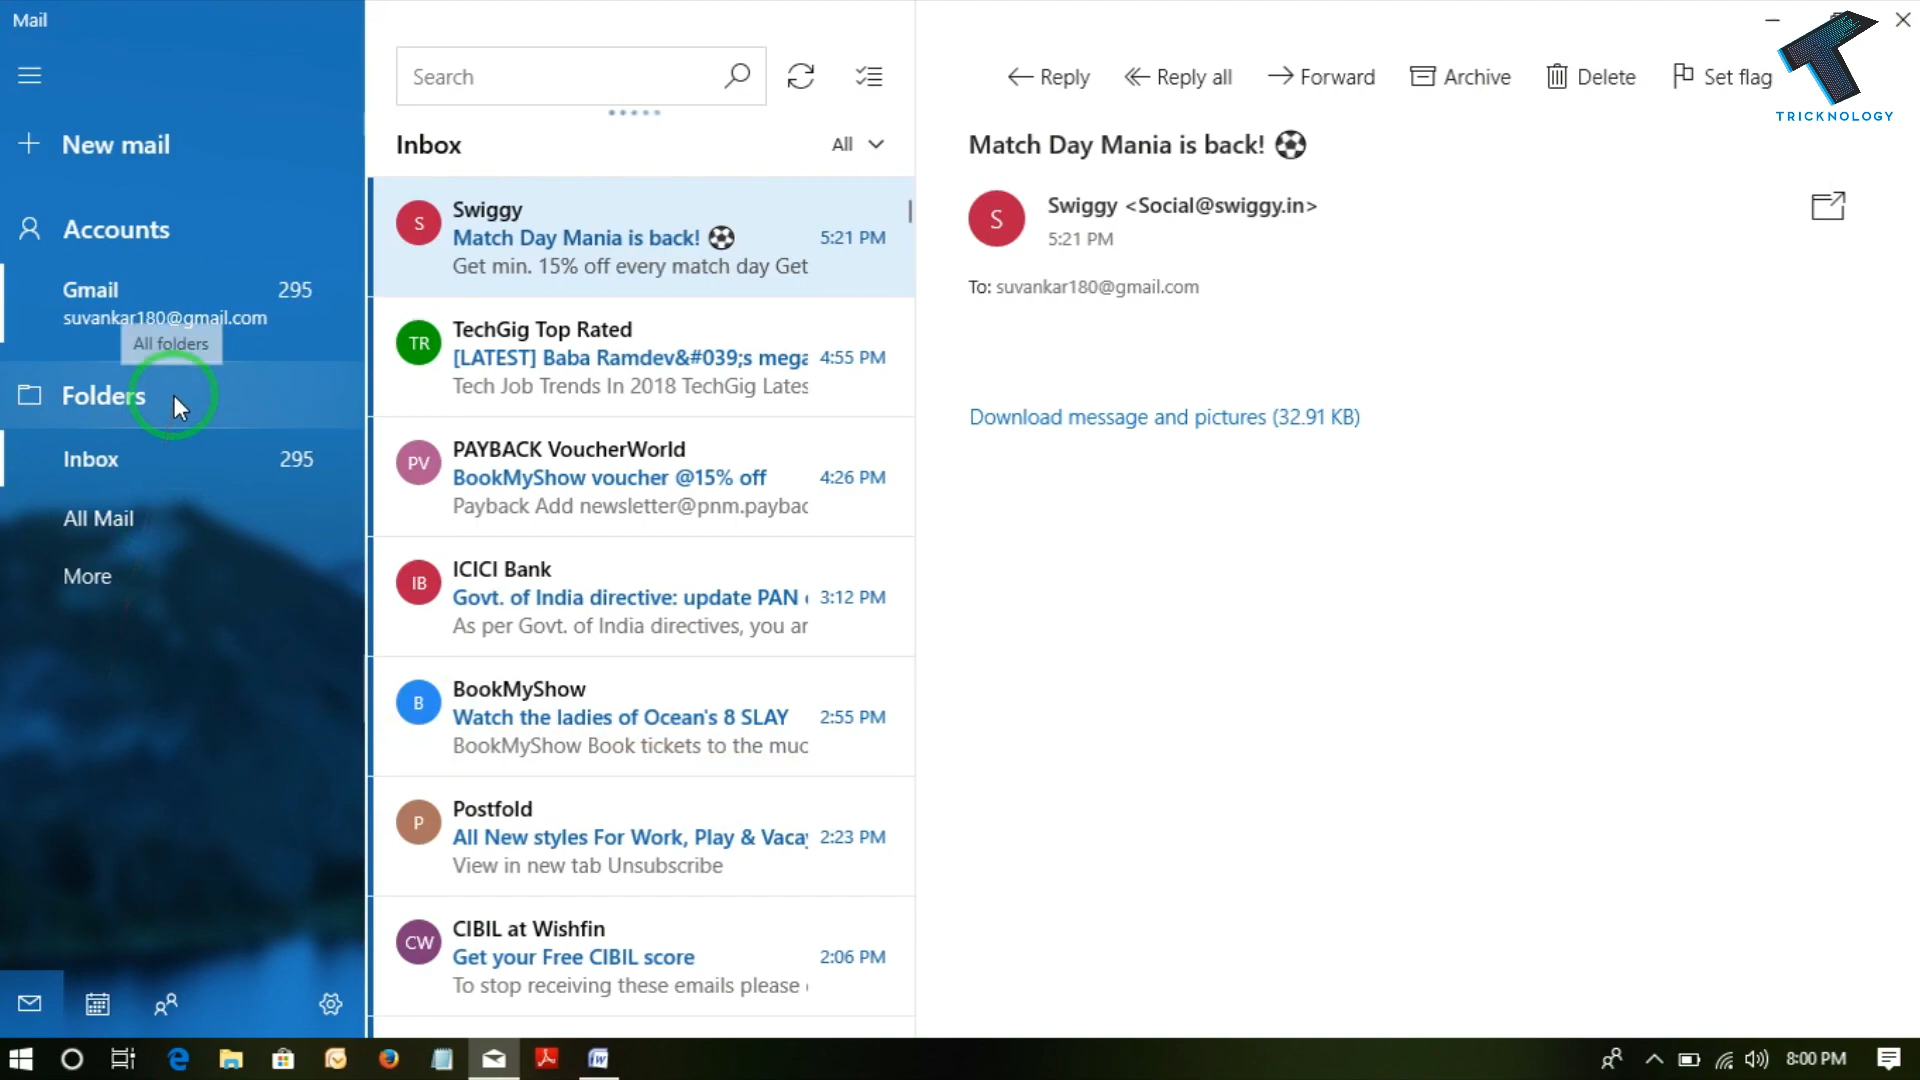 Mail
New mail
Accounts
Gmail 295
suvankar180@gmail.com
All folders
Folders
Inbox 295
All Mail
More
Search
Inbox All
S Swiggy
Match Day Mania is back! 5:21 PM
Get min. 15% off every match day Get
TR TechGig Top Rated
[LATEST] Baba Ramdev&#039;s mega 4:55 PM
Tech Job Trends In 2018 TechGig Lates
PV PAYBACK VoucherWorld
BookMyShow voucher @15% off 4:26 PM
Payback Add newsletter@pnm.paybac
IB ICICI Bank
Govt. of India directive: update PAN 3:12 PM
As per Govt. of India directives, you ar
B BookMyShow
Watch the ladies of Ocean's 8 SLAY 2:55 PM
BookMyShow Book tickets to the muc
P Postfold
All New styles For Work, Play & Vaca 2:23 PM
View in new tab Unsubscribe
CW CIBIL at Wishfin
Get your Free CIBIL score 2:06 PM
To stop receiving these emails please
Reply Reply all Forward Archive Delete Set flag
TRICKNOLOGY
Match Day Mania is back!
S Swiggy <Social@swiggy.in>
5:21 PM
To: suvankar180@gmail.com
Download message and pictures (32.91 KB)
8:00 PM